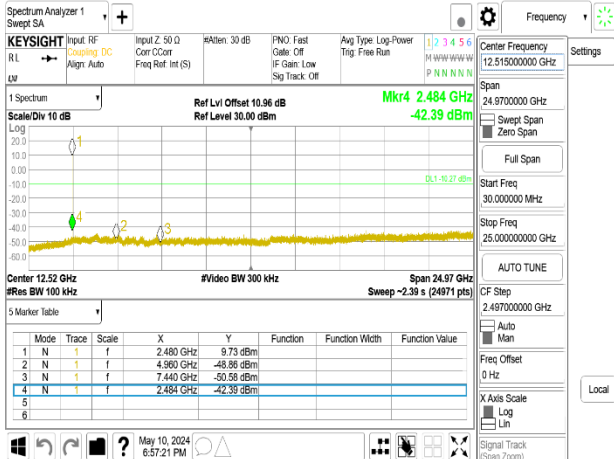 Spectrum Analyzer 1
Swept SA
Frequency
KEYSIGHT
RL
Input: RF
Coupling: DC
Align: Auto
Input Z: 50 Ω
Corr CCorr
Freq Ref: Int (S)
#Atten: 30 dB
PNO: Fast
Gate: Off
IF Gain: Low
Sig Track: Off
Avg Type: Log-Power
Trig: Free Run
1 2 3 4 5 6
M W W W W W
P N N N N N
1 Spectrum
Scale/Div 10 dB
Ref Lvl Offset 10.96 dB
Ref Level 30.00 dBm
Mkr4 2.484 GHz
-42.39 dBm
Log
20.0
10.0
0.00
-10.0
-20.0
-30.0
-40.0
-50.0
-60.0
1
4
2
3
DL1 -10.27 dBm
Center 12.52 GHz
#Res BW 100 kHz
#Video BW 300 kHz
Span 24.97 GHz
Sweep ~2.39 s (24971 pts)
5 Marker Table
Mode Trace Scale X Y Function Function Width Function Value
1 N 1 f 2.480 GHz 9.73 dBm
2 N 1 f 4.960 GHz -48.86 dBm
3 N 1 f 7.440 GHz -50.58 dBm
4 N 1 f 2.484 GHz -42.39 dBm
5
6
May 10, 2024
6:57:21 PM
Center Frequency
12.515000000 GHz
Span
24.9700000 GHz
Swept Span
Zero Span
Full Span
Start Freq
30.000000 MHz
Stop Freq
25.000000000 GHz
AUTO TUNE
CF Step
2.497000000 GHz
Auto
Man
Freq Offset
0 Hz
X Axis Scale
Log
Lin
Signal Track
(Span Zoom)
Settings
Local